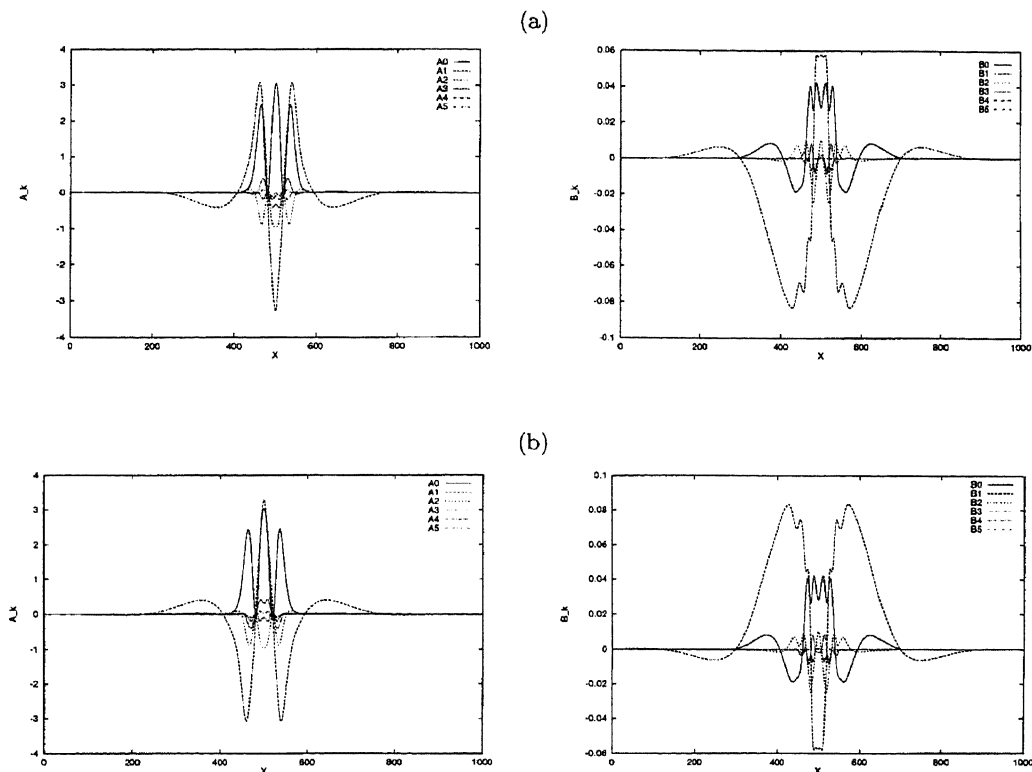 (a)
4
3
2
1
0
-1
-2
-3
-4
A_k
0
200
400
600
800
1000
X
A0
A1
A2
A3
A4
A5
0.06
0.04
0.02
0
-0.02
-0.04
-0.06
-0.08
-0.1
B_k
0
200
400
600
800
1000
X
B0
B1
B2
B3
B4
B5
(b)
4
3
2
1
0
-1
-2
-3
-4
A_k
0
200
400
600
800
1000
X
A0
A1
A2
A3
A4
A5
0.1
0.08
0.06
0.04
0.02
0
-0.02
-0.04
-0.06
B_k
0
200
400
600
800
1000
X
B0
B1
B2
B3
B4
B5